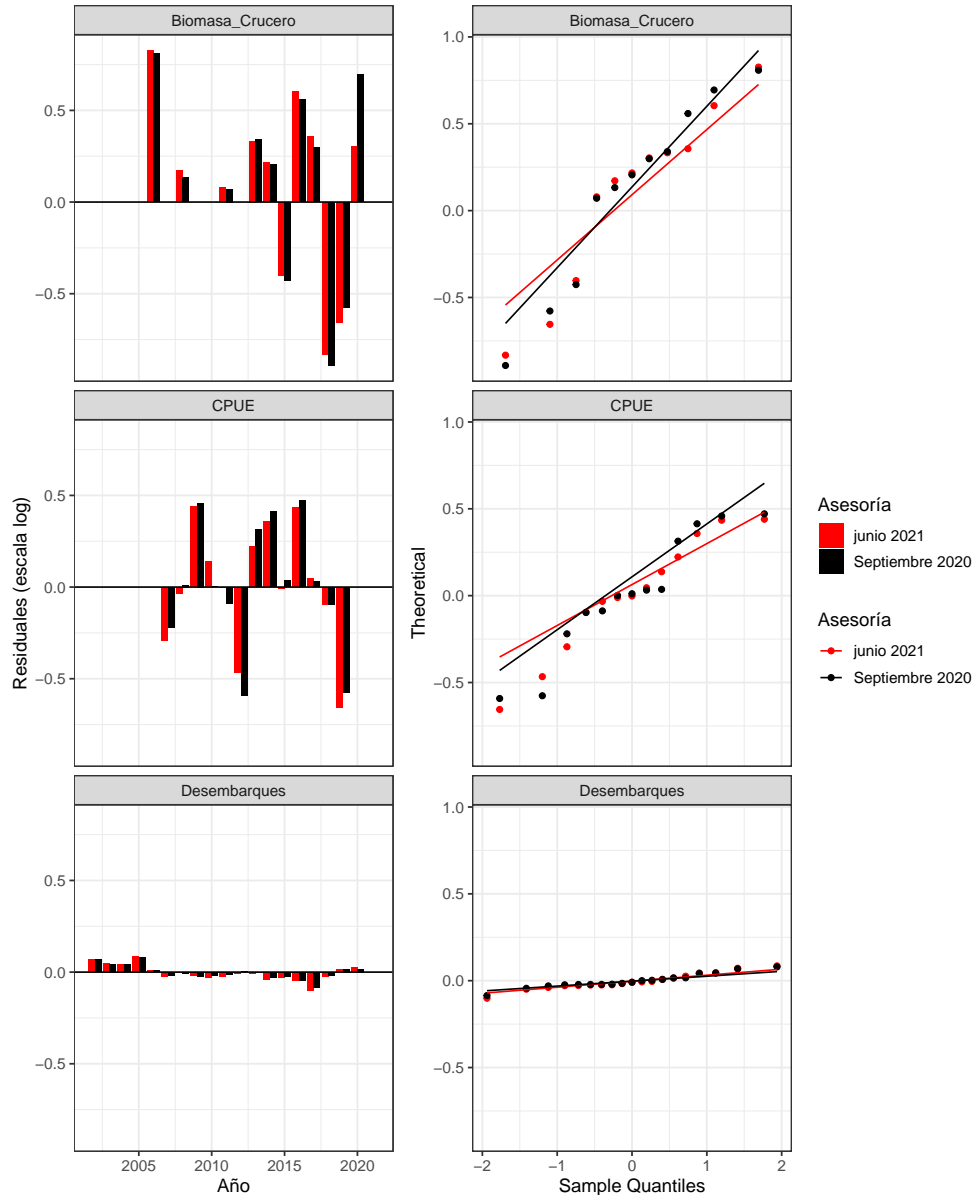 Biomasa_Crucero
0.5
0.0
−0.5
CPUE
0.5
0.0
−0.5
Desembarques
0.5
0.0
−0.5
2005 2010 2015 2020
Año
Residuales (escala log)
Biomasa_Crucero
1.0
0.5
0.0
−0.5
CPUE
1.0
0.5
0.0
−0.5
Desembarques
1.0
0.5
0.0
−0.5
−2 −1 0 1 2
Sample Quantiles
Theoretical
Asesoría
junio 2021
Septiembre 2020
Asesoría
junio 2021
Septiembre 2020